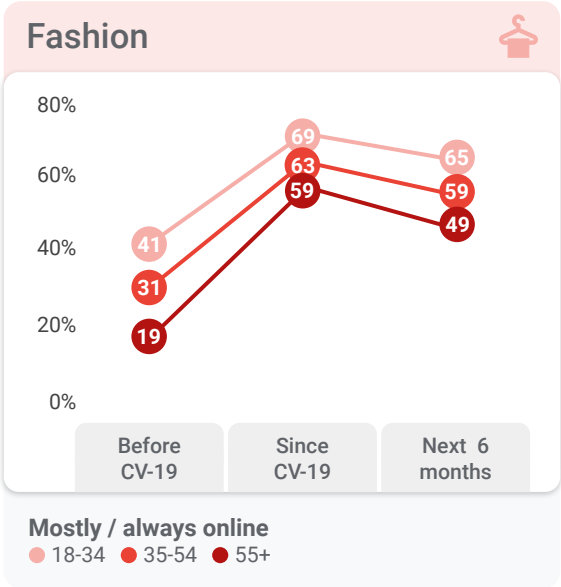 Fashion
80%
60%
40%
20%
0%
69
63
59
65
59
49
41
31
19
Before
CV-19
Since
CV-19
Next 6
months
Mostly / always online
18-34 35-54 55+